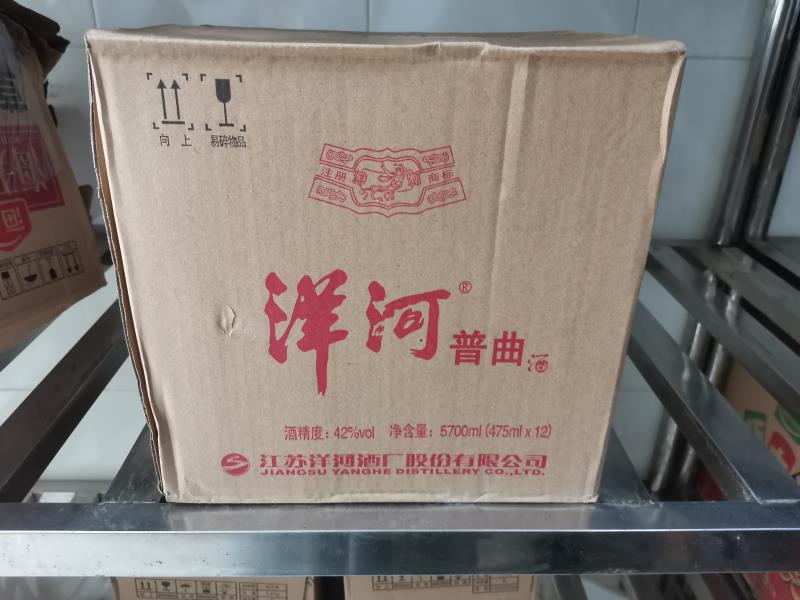 向上 易碎物品
注册 洋河 商标
洋河® 普曲酒
酒精度：42%vol 净含量：5700ml (475ml x 12)
江苏洋河酒厂股份有限公司
JIANGSU YANGHE DISTILLERY CO.,LTD.